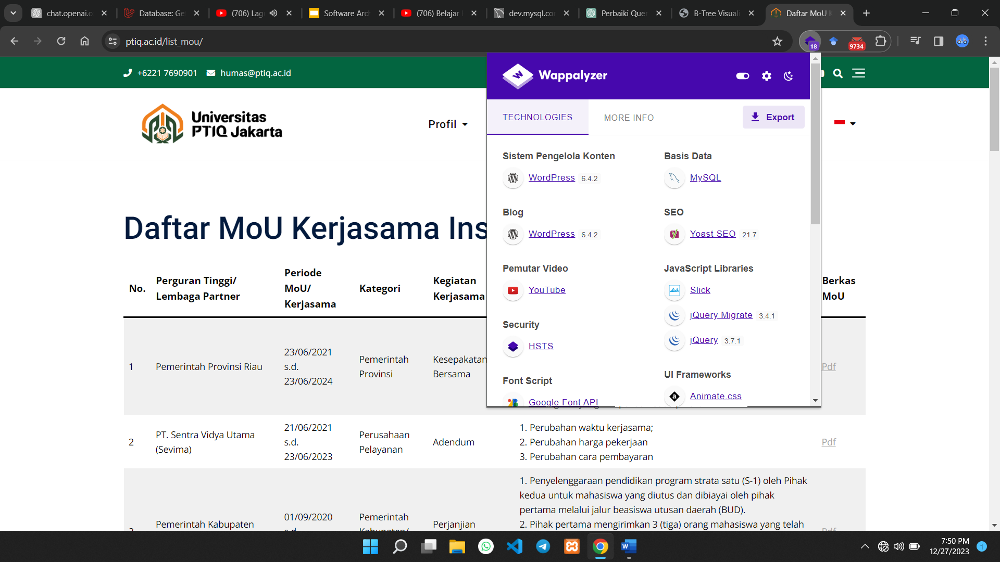 chat.openai.c
Database: Ge
(706) Lag
Software Arc
(706) Belajar
dev.mysql.co
Perbaiki Quer
B-Tree Visuali
Daftar MoU K
ptiq.ac.id/list_mou/
18
9734
+6221 7690901
humas@ptiq.ac.id
Universitas
PTIQ Jakarta
Profil
Wappalyzer
TECHNOLOGIES
MORE INFO
Export
Sistem Pengelola Konten
WordPress 6.4.2
Basis Data
MySQL
Blog
WordPress 6.4.2
SEO
Yoast SEO 21.7
Pemutar Video
YouTube
JavaScript Libraries
Slick
jQuery Migrate 3.4.1
jQuery 3.7.1
Security
HSTS
UI Frameworks
Animate.css
Font Script
Google Font API
Daftar MoU Kerjasama Ins
No.
Perguran Tinggi/
Lembaga Partner
Periode
MoU/
Kerjasama
Kategori
Kegiatan
Kerjasama
Berkas
MoU
1
Pemerintah Provinsi Riau
23/06/2021
s.d.
23/06/2024
Pemerintah
Provinsi
Kesepakatan
Bersama
Pdf
2
PT. Sentra Vidya Utama
(Sevima)
21/06/2021
s.d.
23/06/2023
Perusahaan
Pelayanan
Adendum
1. Perubahan waktu kerjasama;
2. Perubahan harga pekerjaan
3. Perubahan cara pembayaran
Pdf
Pemerintah Kabupaten
01/09/2020
s.d.
Pemerintah
Kabupaten/
Perjanjian
1. Penyelenggaraan pendidikan program strata satu (S-1) oleh Pihak
kedua untuk mahasiswa yang diutus dan dibiayai oleh pihak
pertama melalui jalur beasiswa utusan daerah (BUD).
2. Pihak pertama mengirimkan 3 (tiga) orang mahasiswa yang telah
Pdf
7:50 PM
12/27/2023
1